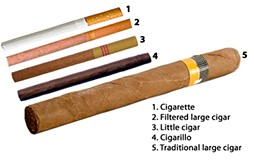 1
2
3
4
5
1. Cigarette
2. Filtered large cigar
3. Little cigar
4. Cigarillo
5. Traditional large cigar